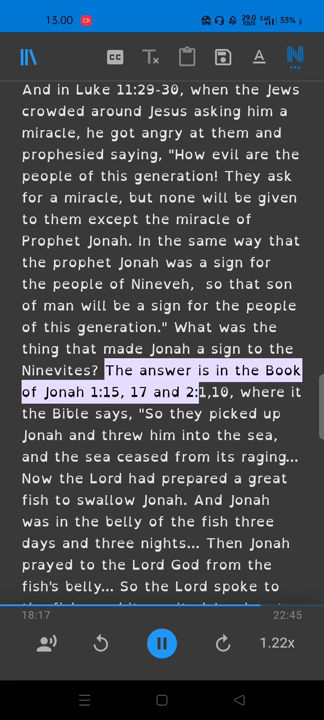 13.00
29.0
KB/S
33%
CC
T
A
N
And in Luke 11:29-30, when the Jews
crowded around Jesus asking him a
miracle, he got angry at them and
prophesied saying, "How evil are the
people of this generation! They ask
for a miracle, but none will be given
to them except the miracle of
Prophet Jonah. In the same way that
the prophet Jonah was a sign for
the people of Nineveh,  so that son
of man will be a sign for the people
of this generation." What was the
thing that made Jonah a sign to the
Ninevites? The answer is in the Book
of Jonah 1:15, 17 and 2:1,10, where it
the Bible says, "So they picked up
Jonah and threw him into the sea,
and the sea ceased from its raging...
Now the Lord had prepared a great
fish to swallow Jonah. And Jonah
was in the belly of the fish three
days and three nights... Then Jonah
prayed to the Lord God from the
fish's belly... So the Lord spoke to
18:17
22:45
1.22x